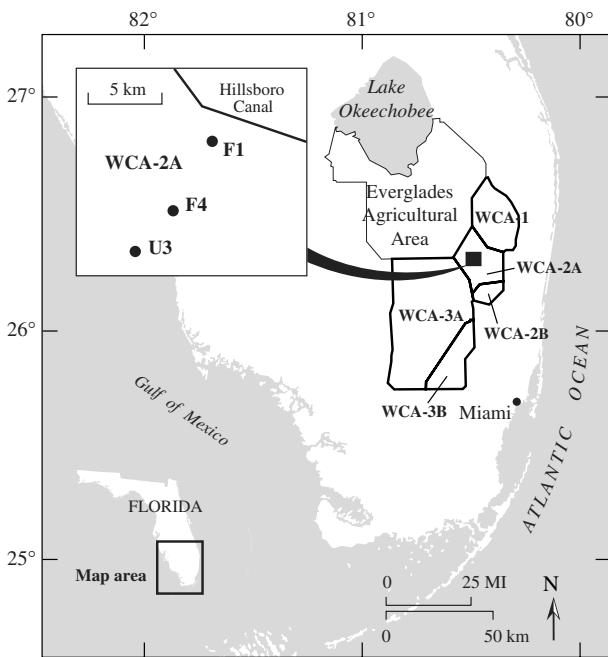 82°
81°
80°
27°
26°
25°
5 km
Hillsboro
Canal
WCA-2A
F1
F4
U3
Lake
Okeechobee
Everglades
Agricultural
Area
WCA-1
WCA-2A
WCA-2B
WCA-3A
WCA-3B
Miami
Gulf of Mexico
ATLANTIC OCEAN
FLORIDA
Map area
0 25 MI
0 50 km
N